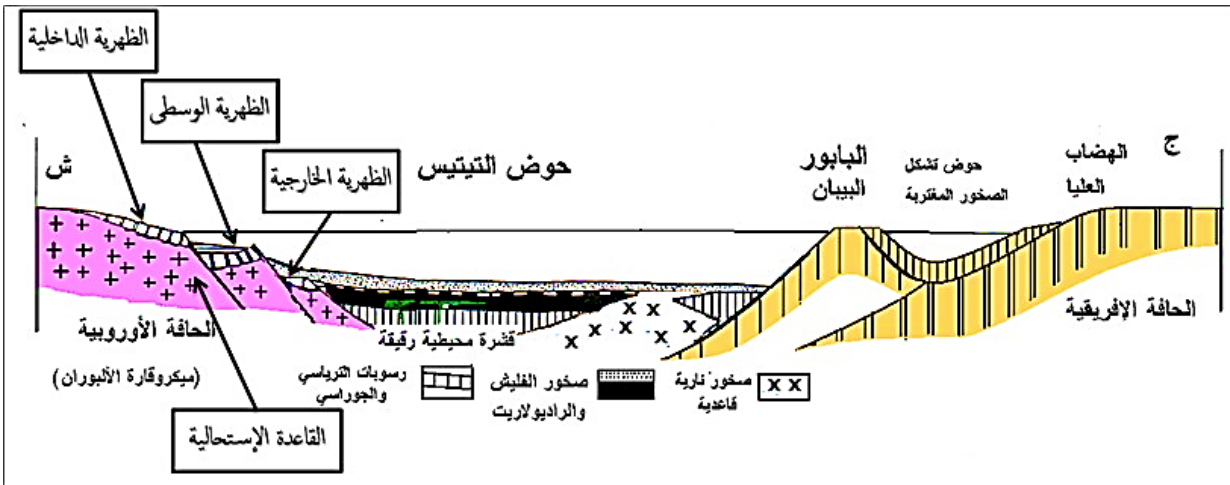 الظهرية الداخلية
الظهرية الوسطى
الظهرية الخارجية
ش
حوض التيتيس
البابور
البيبان
حوض تشكل
الصخور المغتربة
الهضاب
العليا
ج
الحافة الأوروبية
(ميكروقارة الألبوران)
قشرة محيطية رقيقة
الحافة الإفريقية
رسوبات الترياسي
والجوراسي
صخور الفليش
والراديولاريت
صخور نارية
قاعدية
القاعدة الإستحالية